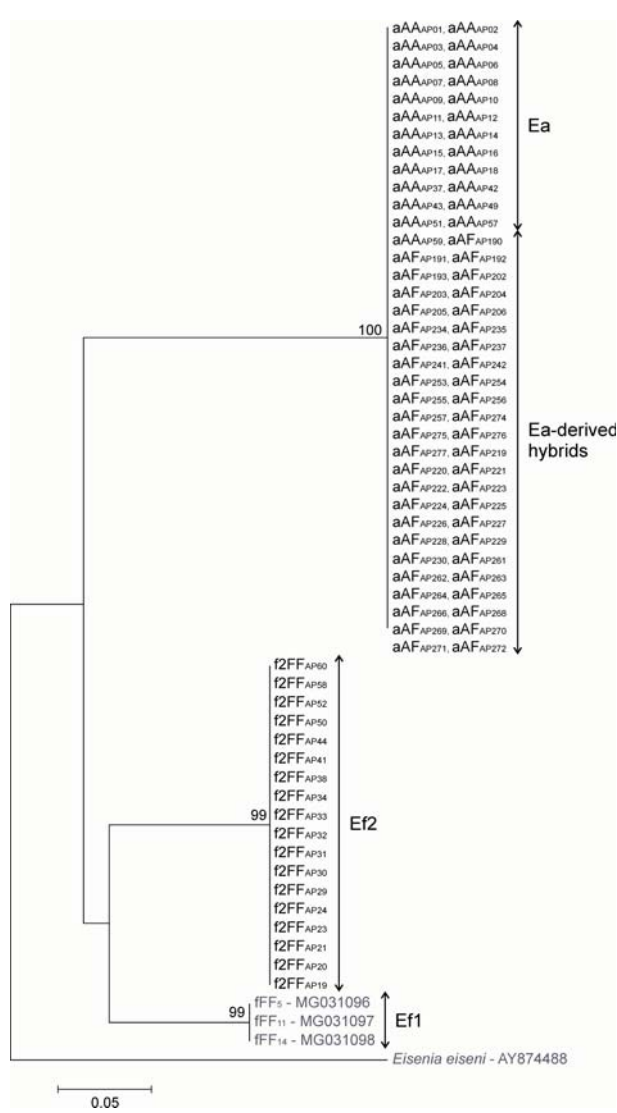 aAAAP01, aAAAP02
aAAAP03, aAAAP04
aAAAP05, aAAAP06
aAAAP07, aAAAP08
aAAAP09, aAAAP10
aAAAP11, aAAAP12
aAAAP13, aAAAP14
aAAAP15, aAAAP16
aAAAP17, aAAAP18
aAAAP37, aAAAP42
aAAAP43, aAAAP49
aAAAP51, aAAAP57
Ea
aAAAP59, aAFAP190
aAFAP191, aAFAP192
aAFAP193, aAFAP202
aAFAP203, aAFAP204
aAFAP205, aAFAP206
aAFAP234, aAFAP235
aAFAP236, aAFAP237
aAFAP241, aAFAP242
aAFAP253, aAFAP254
aAFAP255, aAFAP256
aAFAP257, aAFAP274
aAFAP275, aAFAP276
aAFAP277, aAFAP219
aAFAP220, aAFAP221
aAFAP222, aAFAP223
aAFAP224, aAFAP225
aAFAP226, aAFAP227
aAFAP228, aAFAP229
aAFAP230, aAFAP261
aAFAP262, aAFAP263
aAFAP264, aAFAP265
aAFAP266, aAFAP268
aAFAP269, aAFAP270
aAFAP271, aAFAP272
Ea-derived
hybrids
100
f2FFAP60
f2FFAP58
f2FFAP52
f2FFAP50
f2FFAP44
f2FFAP41
f2FFAP38
f2FFAP34
f2FFAP33
f2FFAP32
f2FFAP31
f2FFAP30
f2FFAP29
f2FFAP24
f2FFAP23
f2FFAP21
f2FFAP20
f2FFAP19
99
Ef2
fFF5 - MG031096
fFF11 - MG031097
fFF14 - MG031098
99
Ef1
Eisenia eiseni - AY874488
0.05